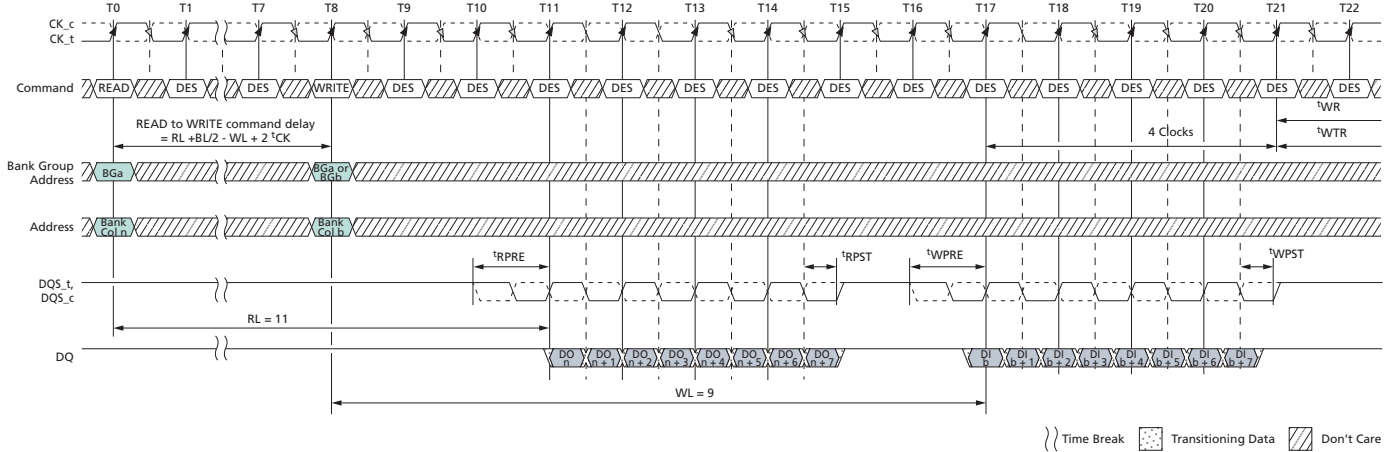 T0 T1 T7 T8 T9 T10 T11 T12 T13 T14 T15 T16 T17 T18 T19 T20 T21 T22
CK_c
CK_t
Command READ DES DES WRITE DES DES DES DES DES DES DES DES DES DES DES DES DES DES
tWR
READ to WRITE command delay
= RL +BL/2 - WL + 2 tCK
4 Clocks
tWTR
Bank Group
Address
BGa
BGa or
BGb
Address
Bank
Col n
Bank
Col b
tRPRE tRPST tWPRE tWPST
DQS_t,
DQS_c
RL = 11
DQ
DO
n
DO
n + 1
DO
n + 2
DO
n + 3
DO
n + 4
DO
n + 5
DO
n + 6
DO
n + 7
DI
b
DI
b + 1
DI
b + 2
DI
b + 3
DI
b + 4
DI
b + 5
DI
b + 6
DI
b + 7
WL = 9
Time Break Transitioning Data Don't Care